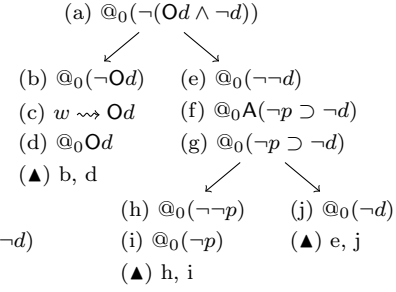 (a) @₀(¬(Od ∧ ¬d))
(b) @₀(¬Od)
(c) w ⇝ Od
(d) @₀Od
(▲) b, d
(e) @₀(¬¬d)
(f) @₀A(¬p ⊃ ¬d)
(g) @₀(¬p ⊃ ¬d)
(h) @₀(¬¬p)
(i) @₀(¬p)
(▲) h, i
(j) @₀(¬d)
(▲) e, j
¬d)